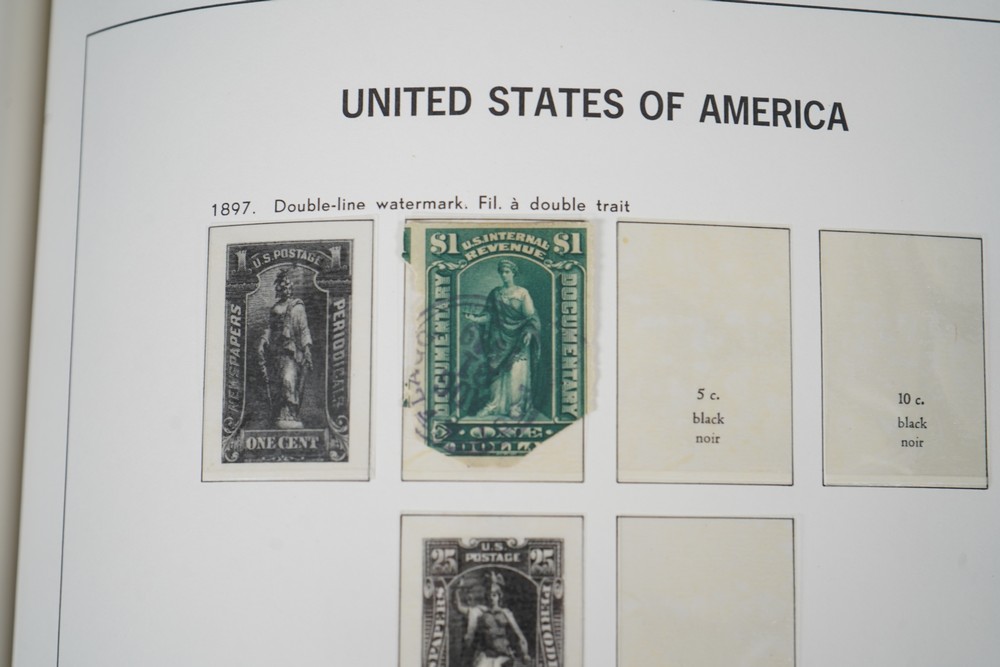 UNITED STATES OF AMERICA
1897. Double-line watermark. Fil. à double trait
U.S. POSTAGE
NEWSPAPERS
PERIODICALS
ONE CENT
$1 U.S. INTERNAL $1
REVENUE
DOCUMENTARY
DOCUMENTARY
ONE
5 c.
black
noir
10 c.
black
noir
U.S.
25 POSTAGE 25